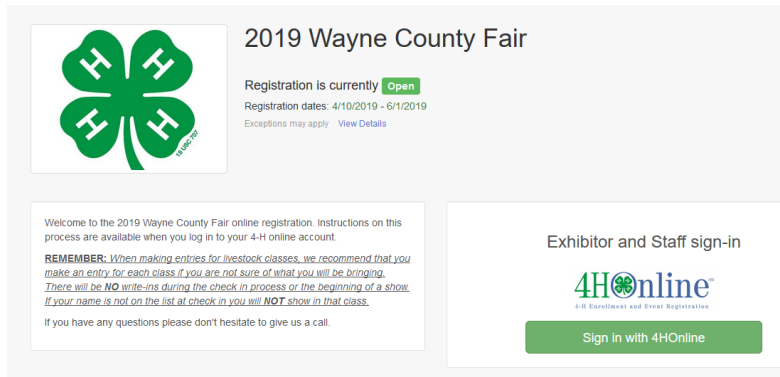 H H
H H
18 USC 707
2019 Wayne County Fair
Registration is currently Open
Registration dates: 4/10/2019 - 6/1/2019
Exceptions may apply View Details
Welcome to the 2019 Wayne County Fair online registration. Instructions on this
process are available when you log in to your 4-H online account.
REMEMBER: When making entries for livestock classes, we recommend that you
make an entry for each class if you are not sure of what you will be bringing.
There will be NO write-ins during the check in process or the beginning of a show.
If your name is not on the list at check in you will NOT show in that class.
If you have any questions please don't hesitate to give us a call.
Exhibitor and Staff sign-in
4HOnline
4-H Enrollment and Event Registration
Sign in with 4HOnline